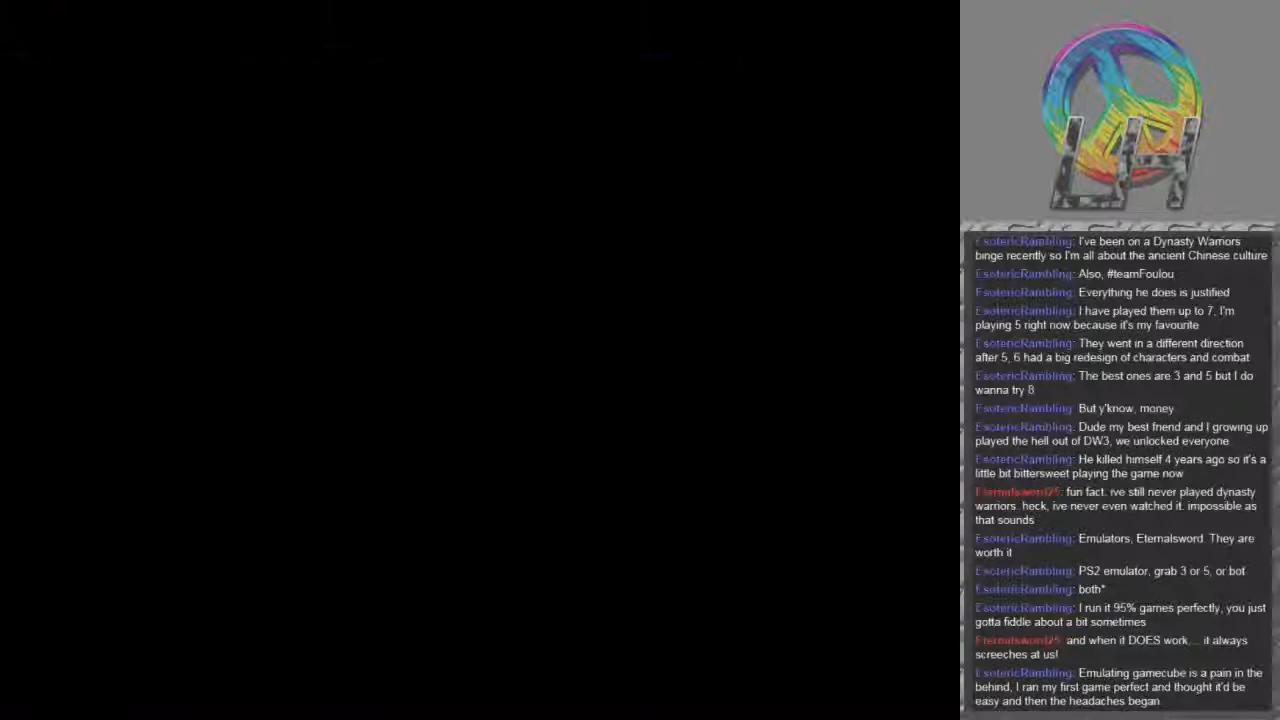 LH
EsotericRambling: I've been on a Dynasty Warriors
binge recently so I'm all about the ancient Chinese culture
EsotericRambling: Also, #teamFoulou
EsotericRambling: Everything he does is justified
EsotericRambling: I have played them up to 7, I'm
playing 5 right now because it's my favourite
EsotericRambling: They went in a different direction
after 5, 6 had a big redesign of characters and combat
EsotericRambling: The best ones are 3 and 5 but I do
wanna try 8
EsotericRambling: But y'know, money
EsotericRambling: Dude my best friend and I growing up
played the hell out of DW3, we unlocked everyone
EsotericRambling: He killed himself 4 years ago so it's a
little bit bittersweet playing the game now
Eternalsword25: fun fact. ive still never played dynasty
warriors. heck, ive never even watched it. impossible as
that sounds
EsotericRambling: Emulators, Eternalsword. They are
worth it
EsotericRambling: PS2 emulator, grab 3 or 5, or bot
EsotericRambling: both*
EsotericRambling: I run it 95% games perfectly, you just
gotta fiddle about a bit sometimes
Eternalsword25: and when it DOES work.... it always
screeches at us!
EsotericRambling: Emulating gamecube is a pain in the
behind, I ran my first game perfect and thought it'd be
easy and then the headaches began